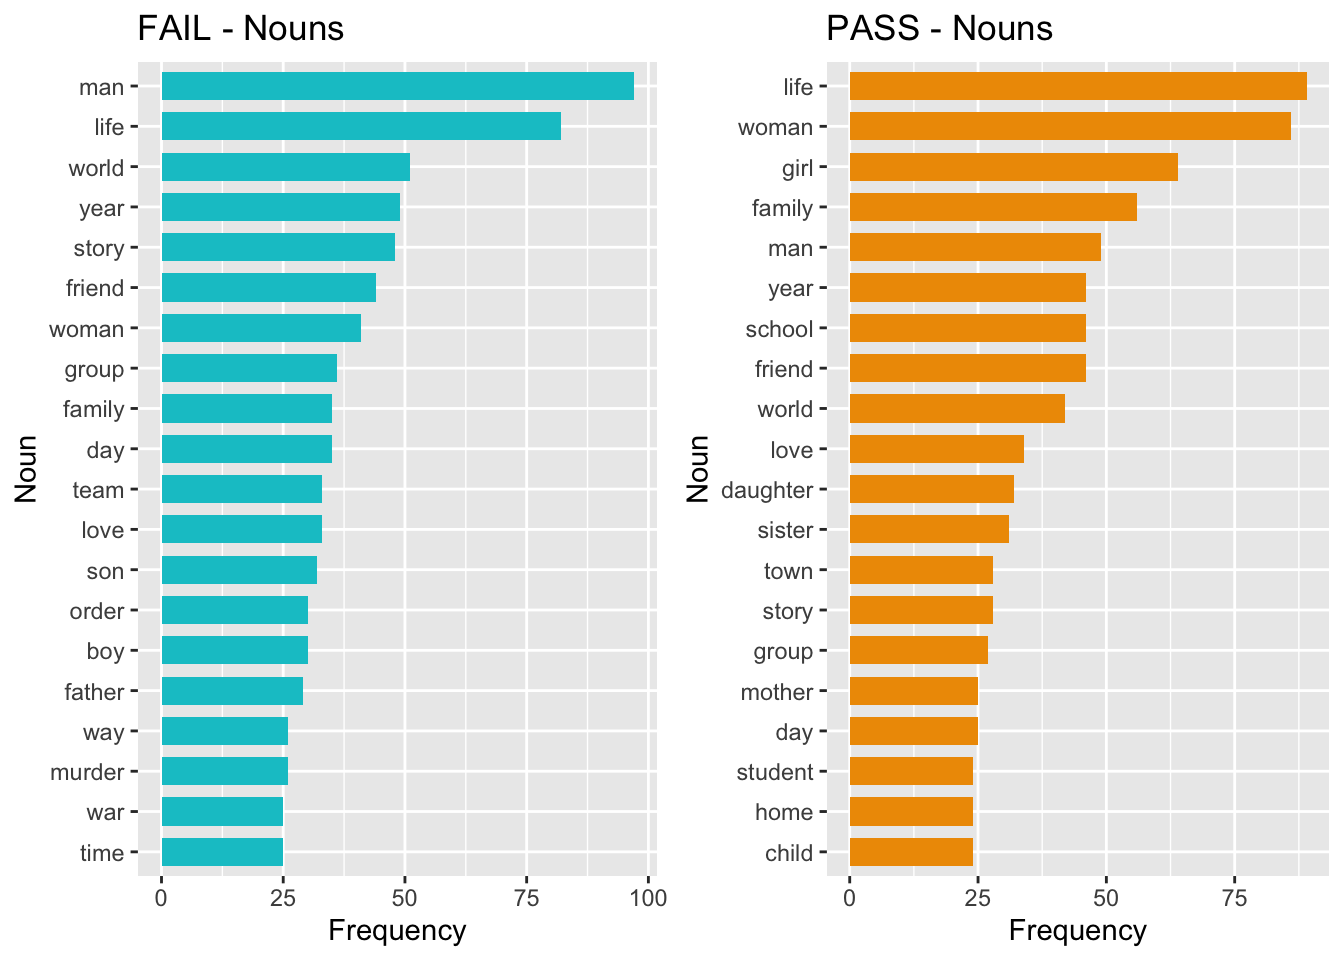 FAIL - Nouns
Noun
man
life
world
year
story
friend
woman
group
family
day
team
love
son
order
boy
father
way
murder
war
time
0 25 50 75 100
Frequency
PASS - Nouns
Noun
life
woman
girl
family
man
year
school
friend
world
love
daughter
sister
town
story
group
mother
day
student
home
child
0 25 50 75
Frequency